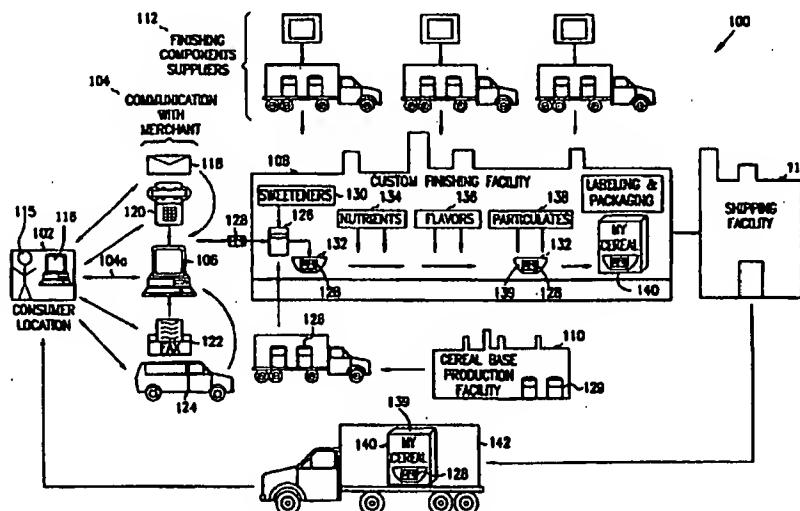 112
FINISHING
COMPONENTS
SUPPLIERS
100
104
COMMUNICATION
WITH
MERCHANT
118
120
108
CUSTOM FINISHING FACILITY
SWEETENERS
130
134
136
138
LABELING &
PACKAGING
NUTRIENTS
FLAVORS
PARTICULATES
SHIPPING
FACILITY
115
102
116
128
126
132
132
MY
CEREAL
104a
106
128
139
128
140
CONSUMER
LOCATION
FAX
122
124
128
110
CEREAL BASE
PRODUCTION
FACILITY
129
139
140
MY
CEREAL
142
128